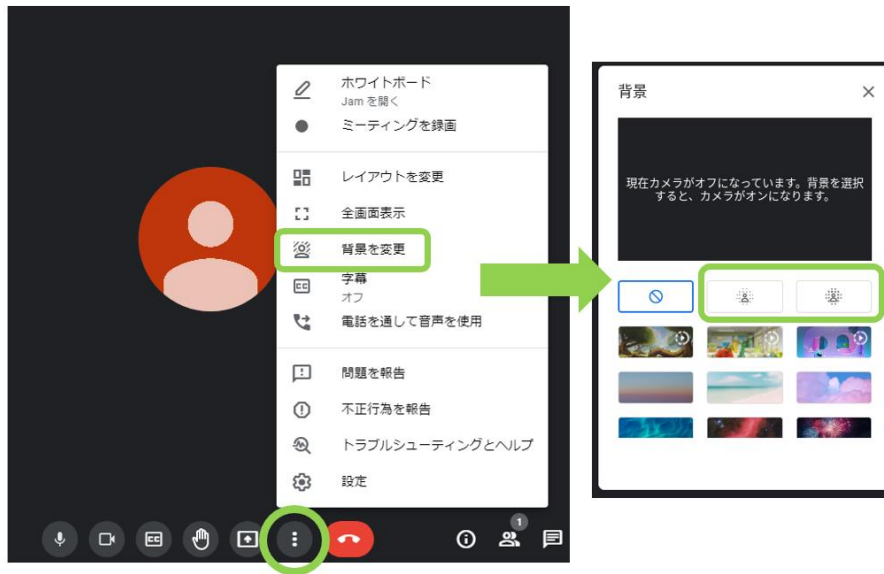 ホワイトボード
Jam を開く
ミーティングを録画
レイアウトを変更
全画面表示
背景を変更
CC
字幕
オフ
電話を通して音声を使用
問題を報告
不正行為を報告
トラブルシューティングとヘルプ
設定
CC
1
背景
現在カメラがオフになっています。背景を選択
すると、カメラがオンになります。